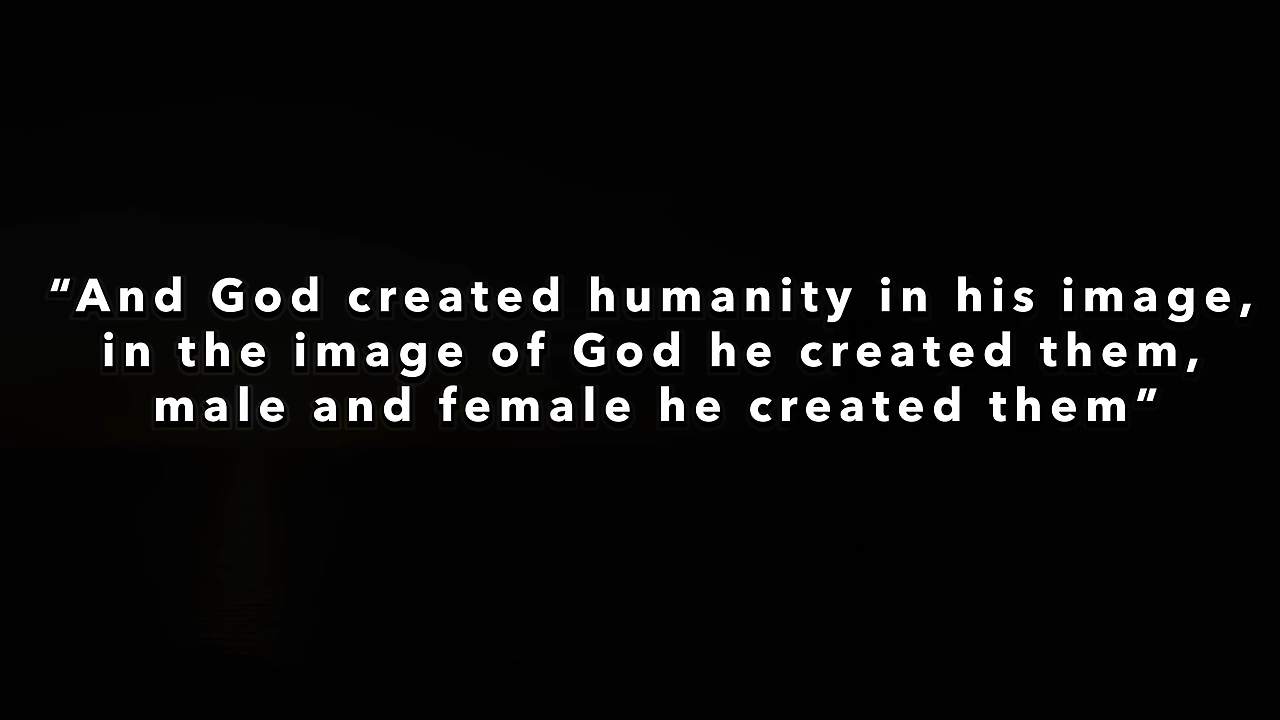 “And God created humanity in his image,
in the image of God he created them,
male and female he created them”